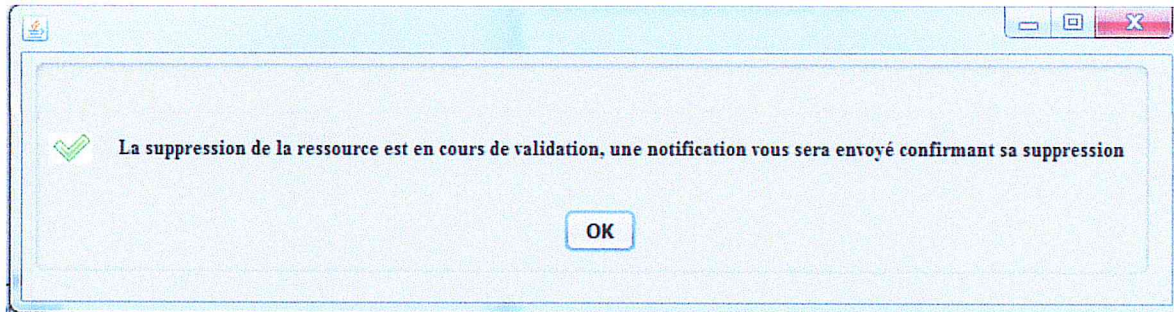 La suppression de la ressource est en cours de validation, une notification vous sera envoyé confirmant sa suppression
OK